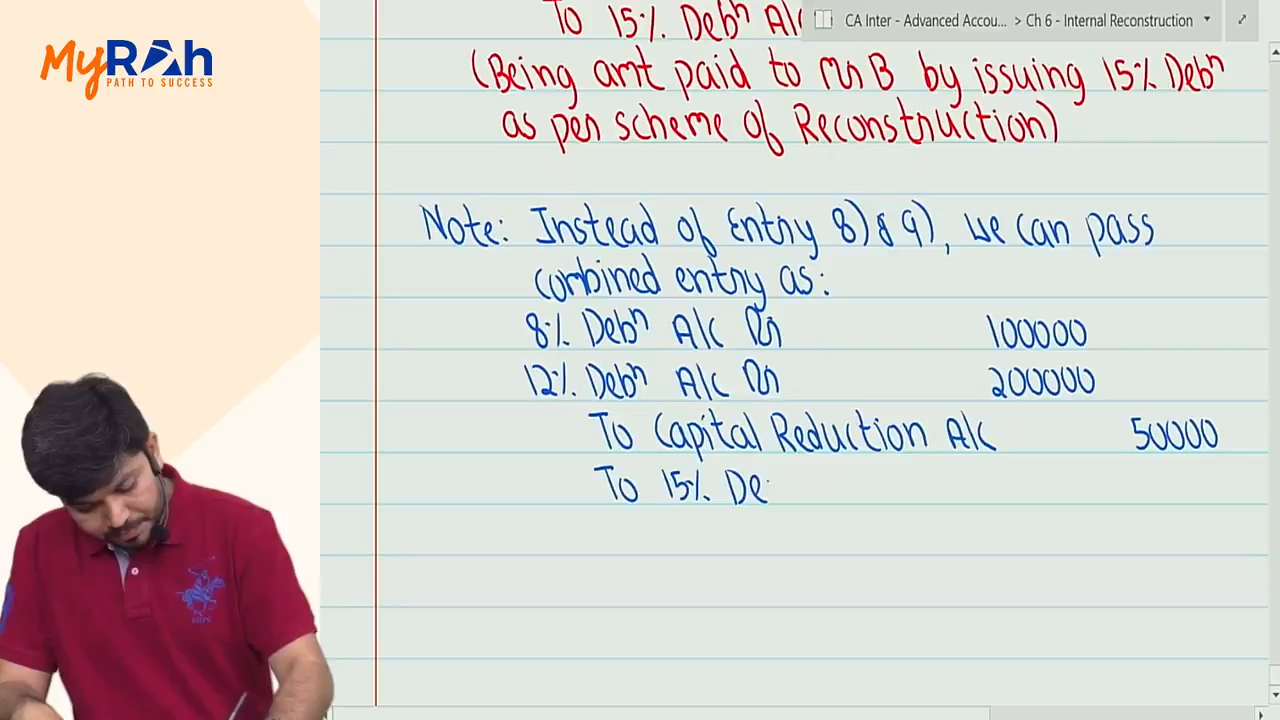 MyRAh
PATH TO SUCCESS
CA Inter - Advanced Accou... > Ch 6 - Internal Reconstruction
To 15% Debⁿ A/c
(Being amt paid to Mr B by issuing 15% Debⁿ
as per scheme of Reconstruction)
Note: Instead of Entry 8) & 9), we can pass
combined entry as:
8% Debⁿ A/c Dr 100000
12% Debⁿ A/c Dr 200000
To Capital Reduction A/c 50000
To 15% De